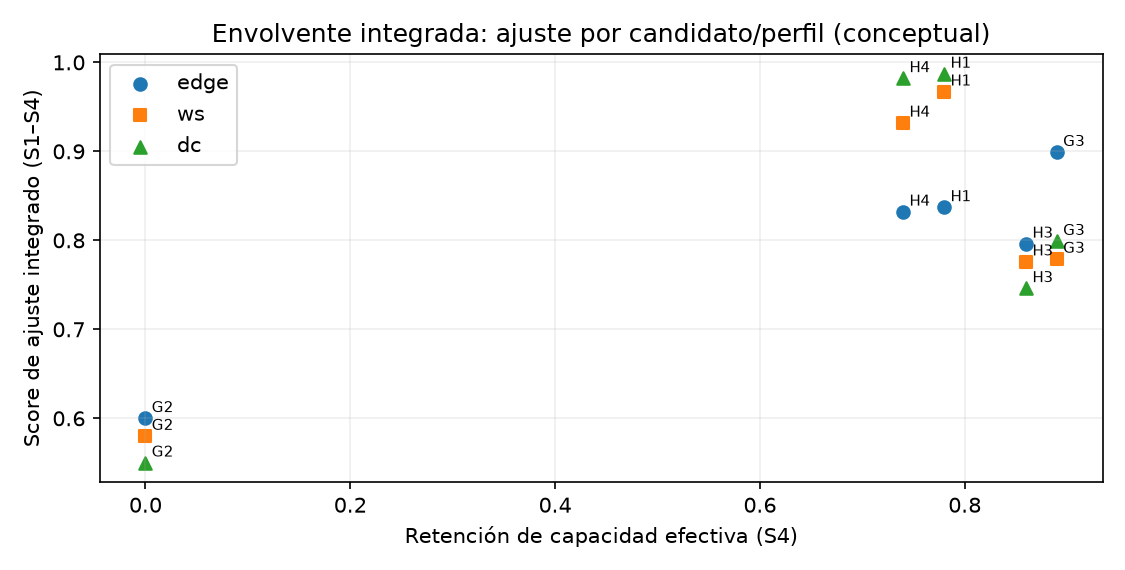 Envolvente integrada: ajuste por candidato/perfil (conceptual)
Score de ajuste integrado (S1–S4)
1.0
0.9
0.8
0.7
0.6
edge
ws
dc
H4
H1
H1
H4
G3
H4
H1
H3
G3
H3
G3
H3
G2
G2
G2
0.0
0.2
0.4
0.6
0.8
Retención de capacidad efectiva (S4)